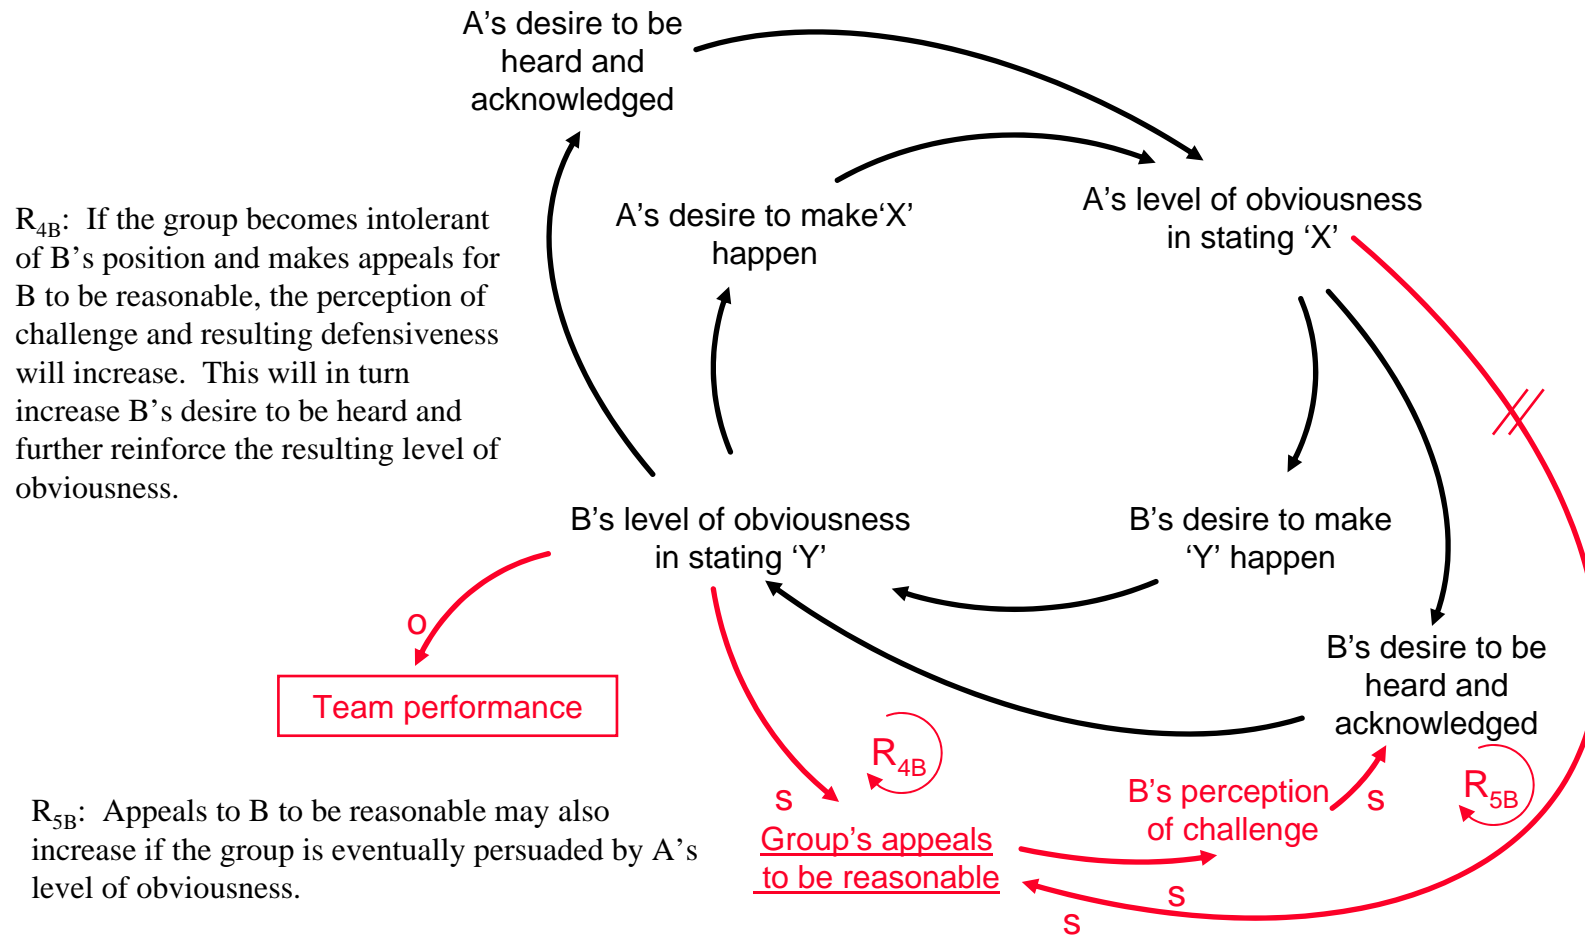 A’s desire to be
heard and
acknowledged
A’s desire to make‘X’
happen
A’s level of obviousness
in stating ‘X’
R4B:  If the group becomes intolerant
of B’s position and makes appeals for
B to be reasonable, the perception of
challenge and resulting defensiveness
will increase.  This will in turn
increase B’s desire to be heard and
further reinforce the resulting level of
obviousness.
B’s level of obviousness
in stating ‘Y’
B’s desire to make
‘Y’ happen
o
Team performance
B’s desire to be
heard and
acknowledged
R4B
s
B’s perception
of challenge
s
R5B
R5B:  Appeals to B to be reasonable may also
increase if the group is eventually persuaded by A’s
level of obviousness.
Group’s appeals
to be reasonable
s
s